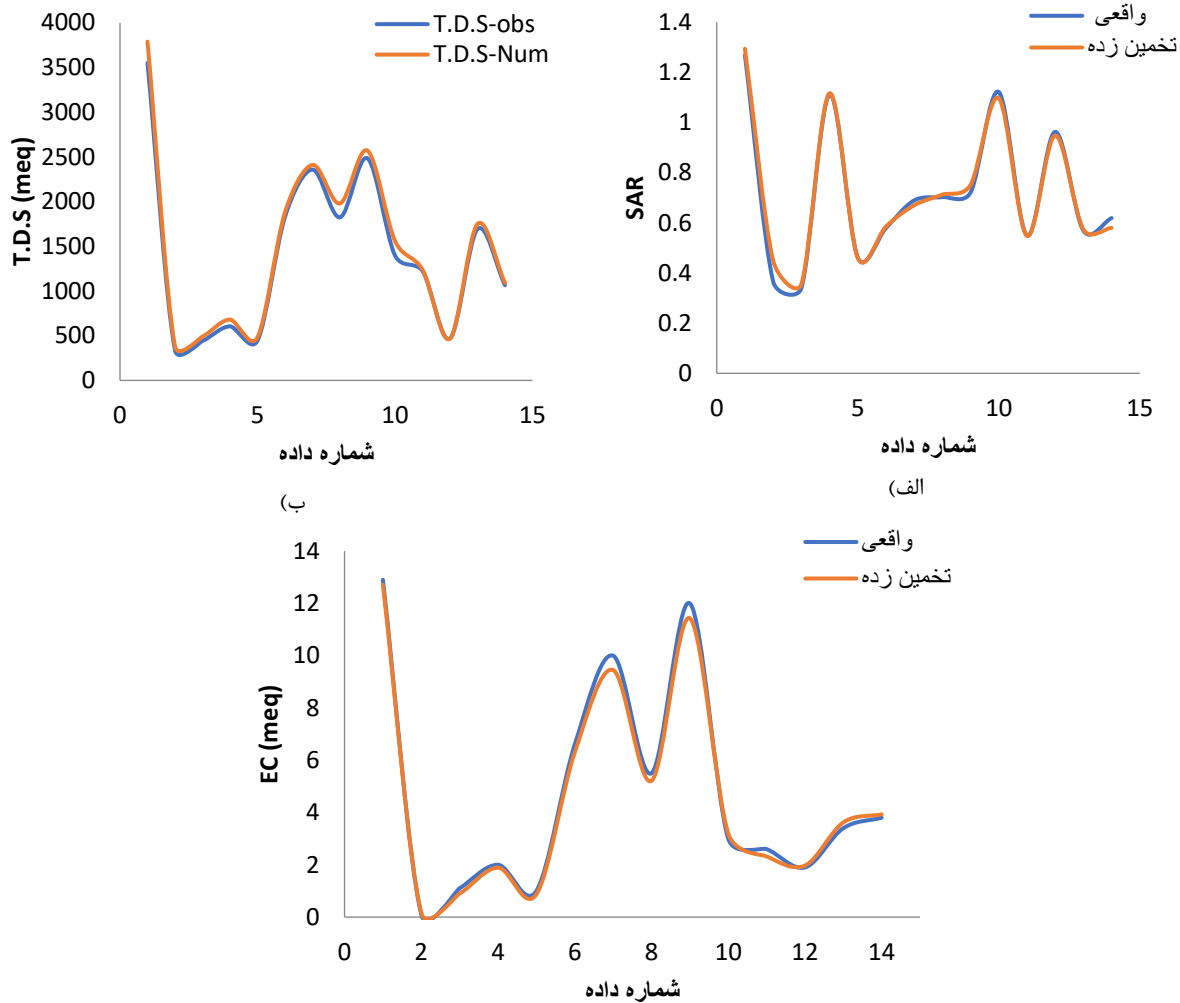 T.D.S (meq)
4000
3500
3000
2500
2000
1500
1000
500
0
0
5
10
15
T.D.S-obs
T.D.S-Num
شماره داده
ب)
SAR
1.4
1.2
1
0.8
0.6
0.4
0.2
0
0
5
10
15
واقعی
تخمین زده
شماره داده
الف)
EC (meq)
14
12
10
8
6
4
2
0
0
2
4
6
8
10
12
14
واقعی
تخمین زده
شماره داده